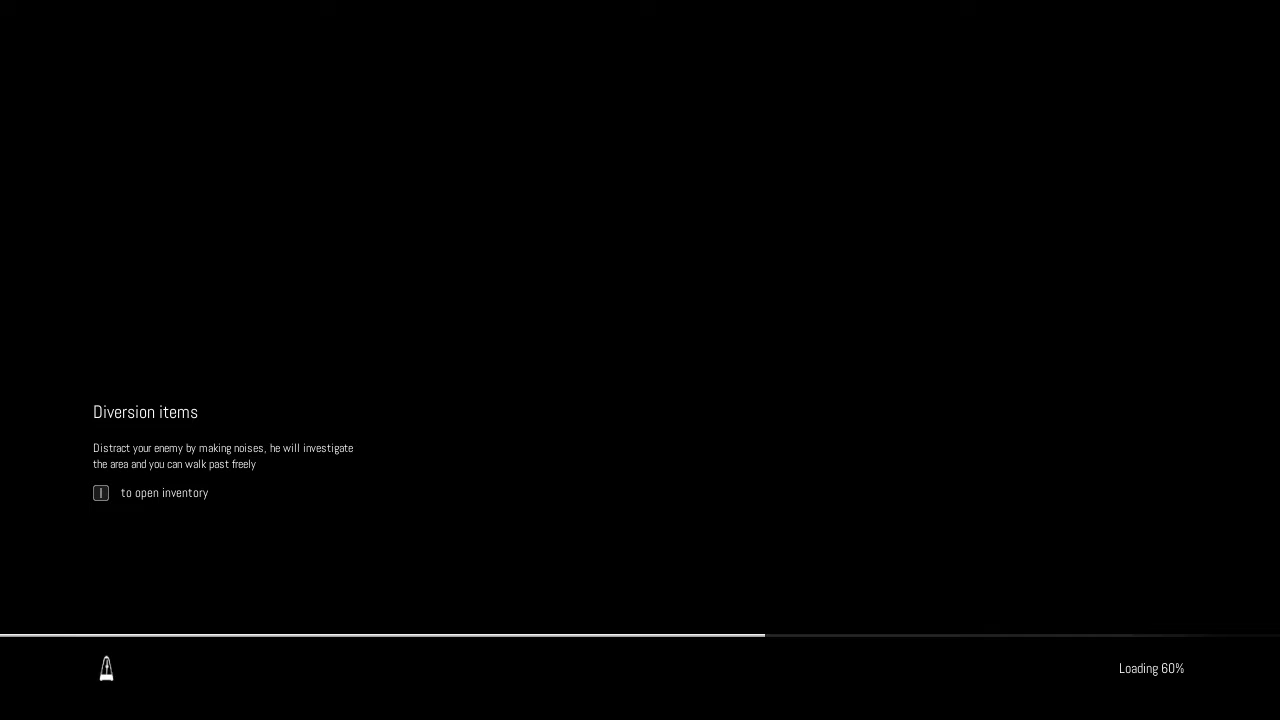 Diversion items
Distract your enemy by making noises, he will investigate
the area and you can walk past freely
I to open inventory
Loading 60%